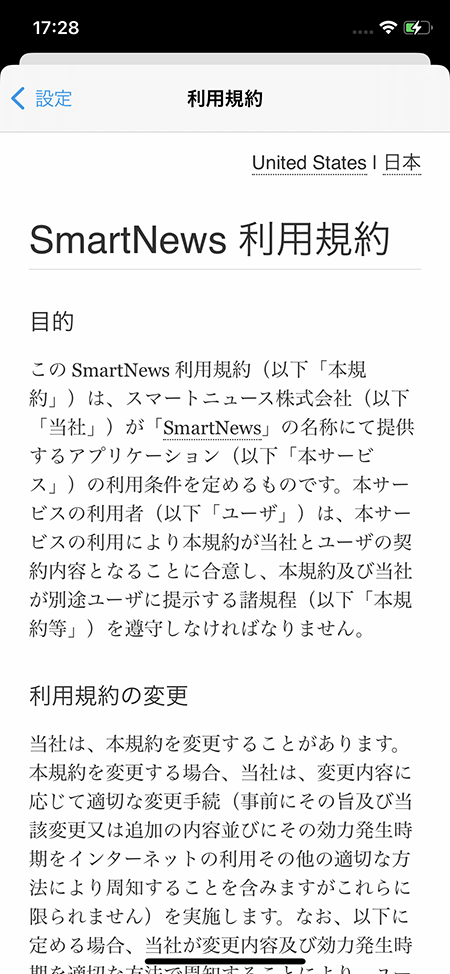 17:28
設定
利用規約
United States | 日本
SmartNews 利用規約
目的
この SmartNews 利用規約（以下「本規
約」）は、スマートニュース株式会社（以下
「当社」）が「SmartNews」の名称にて提供
するアプリケーション（以下「本サービ
ス」）の利用条件を定めるものです。本サー
ビスの利用者（以下「ユーザ」）は、本サー
ビスの利用により本規約が当社とユーザの契
約内容となることに合意し、本規約及び当社
が別途ユーザに提示する諸規程（以下「本規
約等」）を遵守しなければなりません。
利用規約の変更
当社は、本規約を変更することがあります。
本規約を変更する場合、当社は、変更内容に
応じて適切な変更手続（事前にその旨及び当
該変更又は追加の内容並びにその効力発生時
期をインターネットの利用その他の適切な方
法により周知することを含みますがこれらに
限られません）を実施します。なお、以下に
定める場合、当社が変更内容及び効力発生時
期を適切な方法で周知することにより、ユー